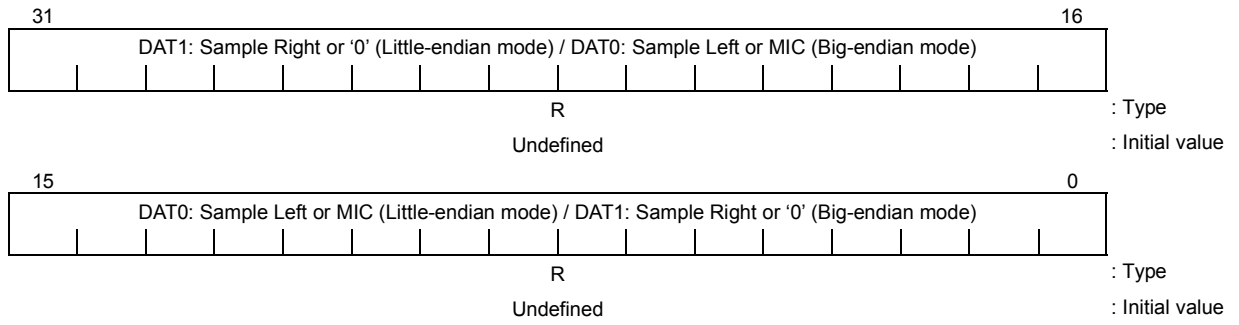 31 16
DAT1: Sample Right or ‘0’ (Little-endian mode) / DAT0: Sample Left or MIC (Big-endian mode)
R : Type
Undefined : Initial value
15 0
DAT0: Sample Left or MIC (Little-endian mode) / DAT1: Sample Right or ‘0’ (Big-endian mode)
R : Type
Undefined : Initial value